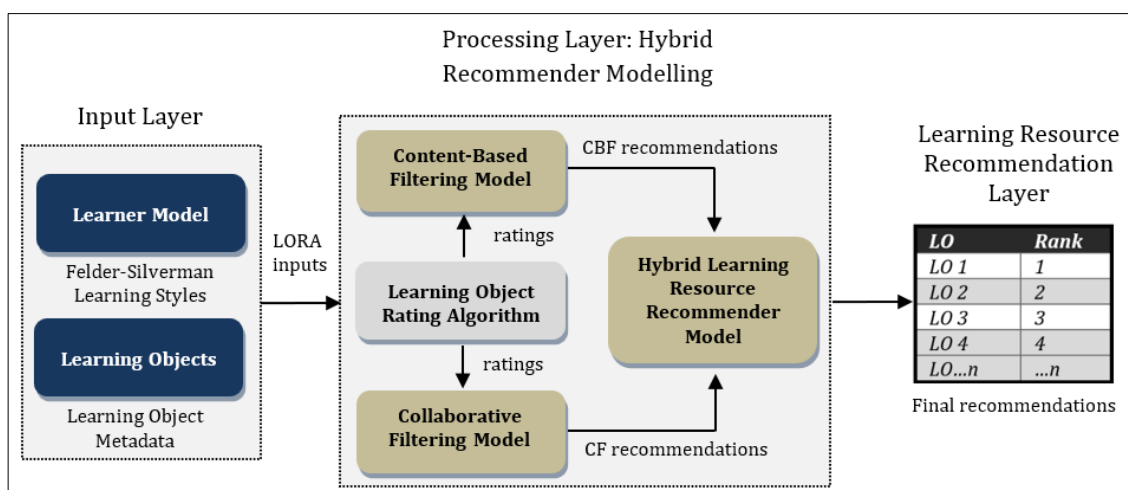 Processing Layer: Hybrid
Recommender Modelling
Input Layer
Learner Model
Felder-Silverman
Learning Styles
Learning Objects
Learning Object
Metadata
LORA
inputs
Content-Based
Filtering Model
CBF recommendations
ratings
Learning Object
Rating Algorithm
ratings
Collaborative
Filtering Model
CF recommendations
Hybrid Learning
Resource
Recommender
Model
Learning Resource
Recommendation
Layer
LO Rank
LO 1 1
LO 2 2
LO 3 3
LO 4 4
LO...n ...n
Final recommendations